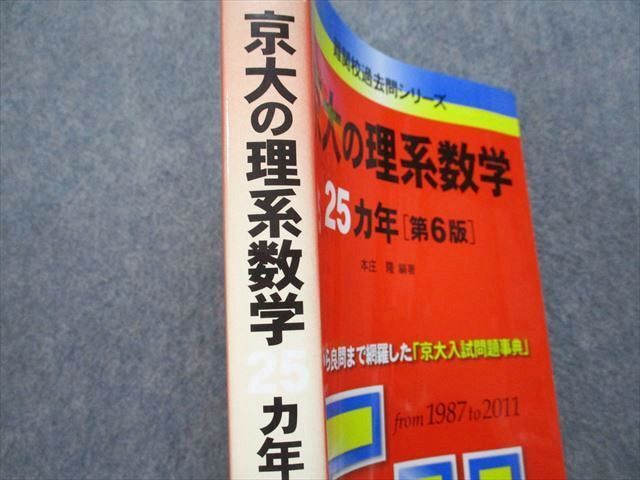 京大の理系数学25カ年
難関校過去問シリーズ
大の理系数学
25カ年[第6版]
本庄 隆 編著
ら良問まで網羅した「京大入試問題事典」
from 1987 to 2011